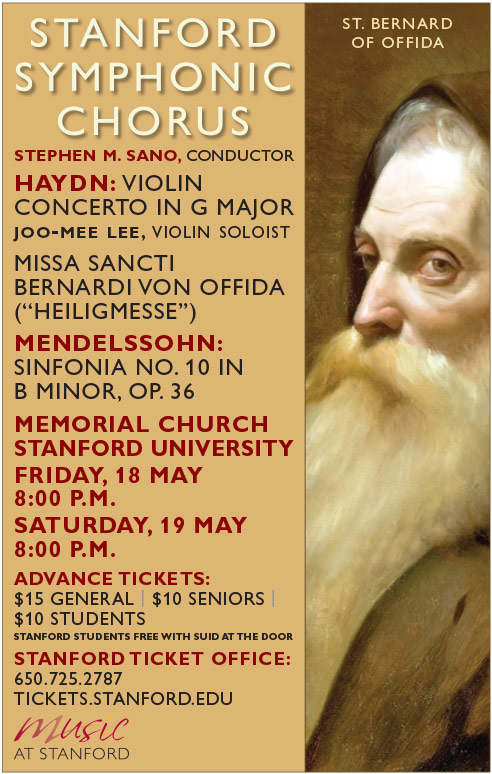 STANFORD
SYMPHONIC
CHORUS
STEPHEN M. SANO, CONDUCTOR
HAYDN: VIOLIN
CONCERTO IN G MAJOR
JOO-MEE LEE, VIOLIN SOLOIST
MISSA SANCTI
BERNARDI VON OFFIDA
(“HEILIGMESSE”)
MENDELSSOHN:
SINFONIA NO. 10 IN
B MINOR, OP. 36
MEMORIAL CHURCH
STANFORD UNIVERSITY
FRIDAY, 18 MAY
8:00 P.M.
SATURDAY, 19 MAY
8:00 P.M.
ADVANCE TICKETS:
$15 GENERAL | $10 SENIORS |
$10 STUDENTS
STANFORD STUDENTS FREE WITH SUID AT THE DOOR
STANFORD TICKET OFFICE:
650.725.2787
TICKETS.STANFORD.EDU
music
AT STANFORD
ST. BERNARD
OF OFFIDA